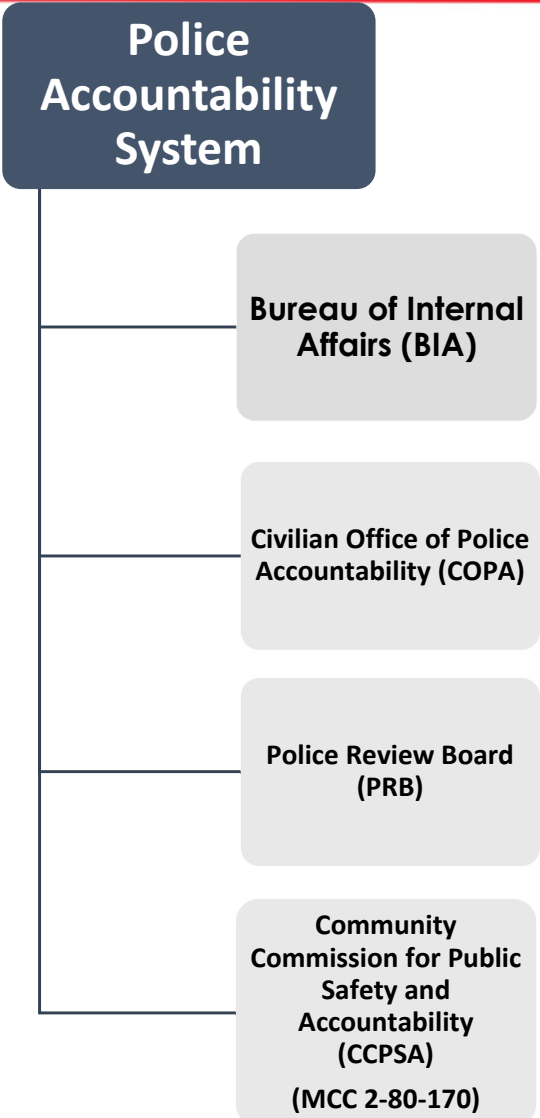 Police
Accountability
System
Bureau of Internal
Affairs (BIA)
Civilian Office of Police
Accountability (COPA)
Police Review Board
(PRB)
Community
Commission for Public
Safety and
Accountability
(CCPSA)
(MCC 2-80-170)